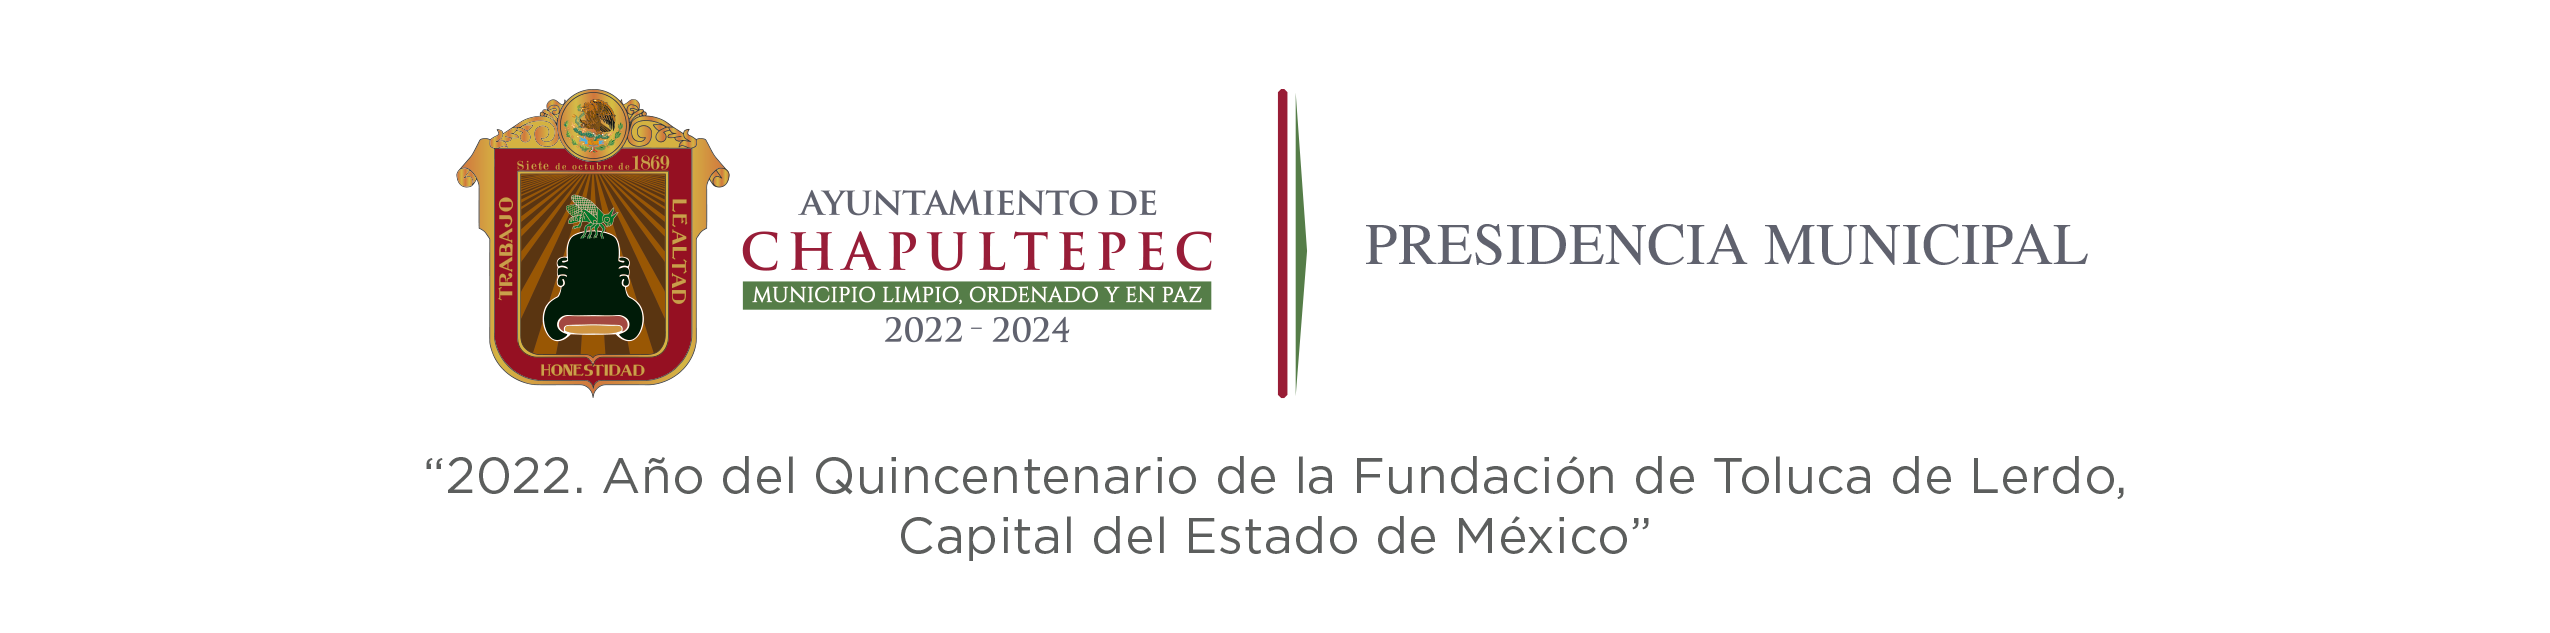 Siete de octubre de 1869
TRABAJO
LEALTAD
HONESTIDAD
AYUNTAMIENTO DE
CHAPULTEPEC
MUNICIPIO LIMPIO, ORDENADO Y EN PAZ
2022 - 2024
PRESIDENCIA MUNICIPAL
“2022. Año del Quincentenario de la Fundación de Toluca de Lerdo,
Capital del Estado de México”